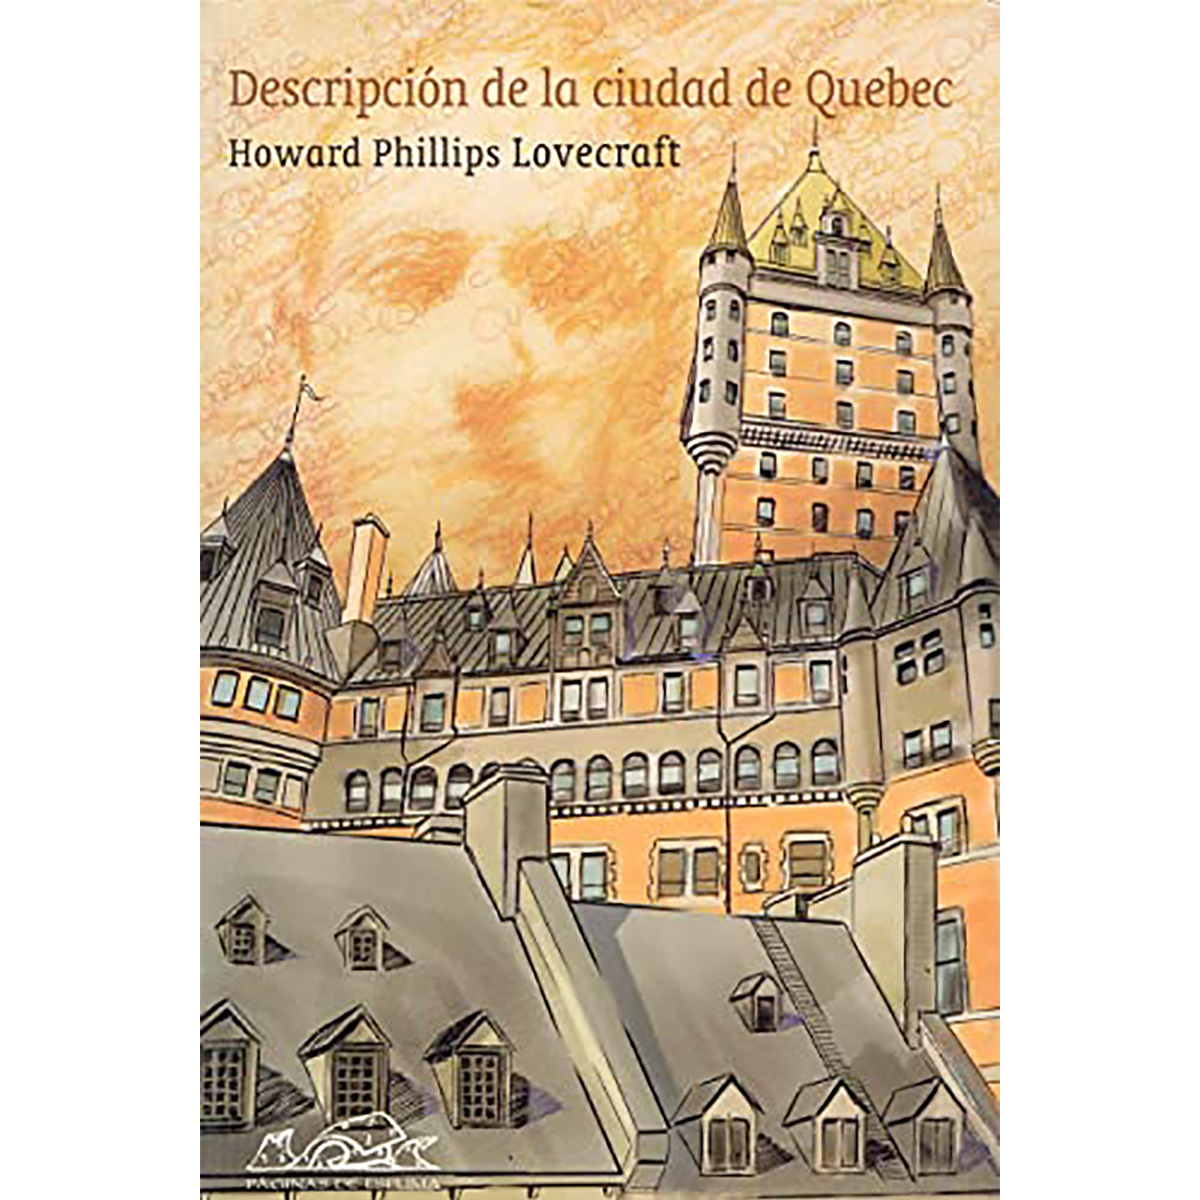 Descripción de la ciudad de Quebec
Howard Phillips Lovecraft
PÁGINAS DE ESPUMA